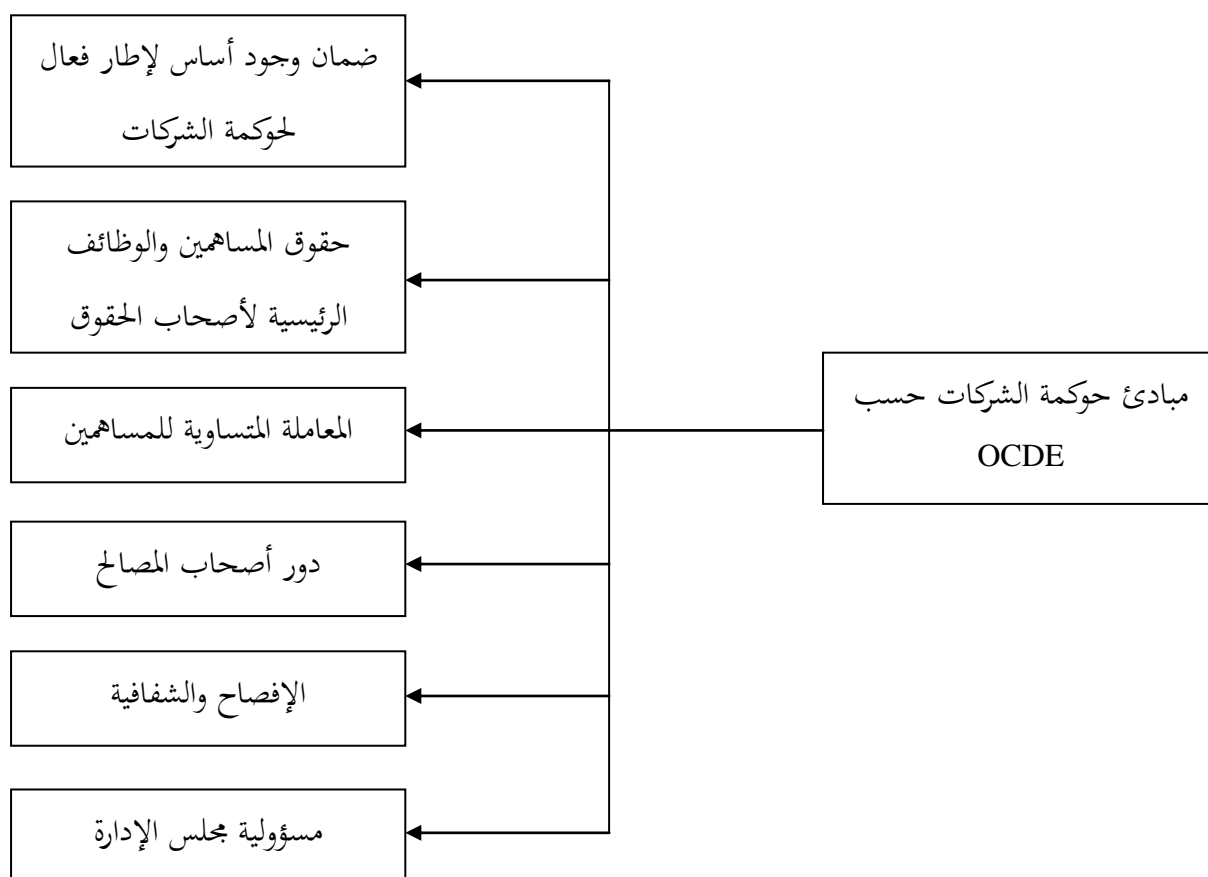 مبادئ حوكمة الشركات حسب
OCDE
ضمان وجود أساس لإطار فعال
لحوكمة الشركات
حقوق المساهمين والوظائف
الرئيسية لأصحاب الحقوق
المعاملة المتساوية للمساهمين
دور أصحاب المصالح
الإفصاح والشفافية
مسؤولية مجلس الإدارة